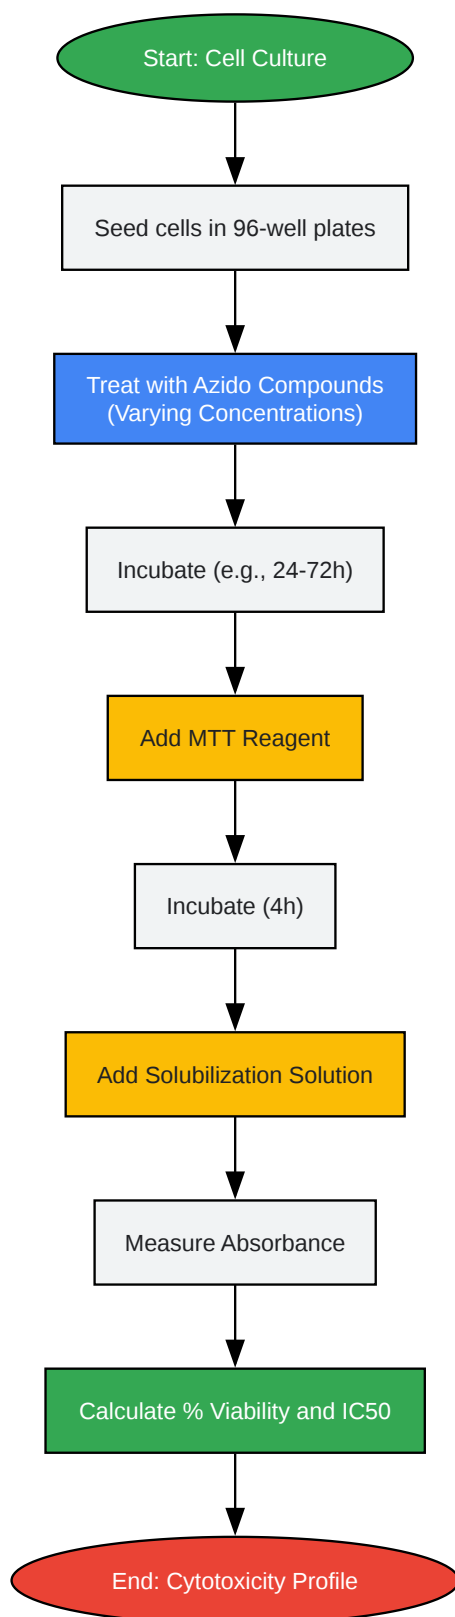 Start: Cell Culture
Seed cells in 96-well plates
Treat with Azido Compounds
(Varying Concentrations)
Incubate (e.g., 24-72h)
Add MTT Reagent
Incubate (4h)
Add Solubilization Solution
Measure Absorbance
Calculate % Viability and IC50
End: Cytotoxicity Profile